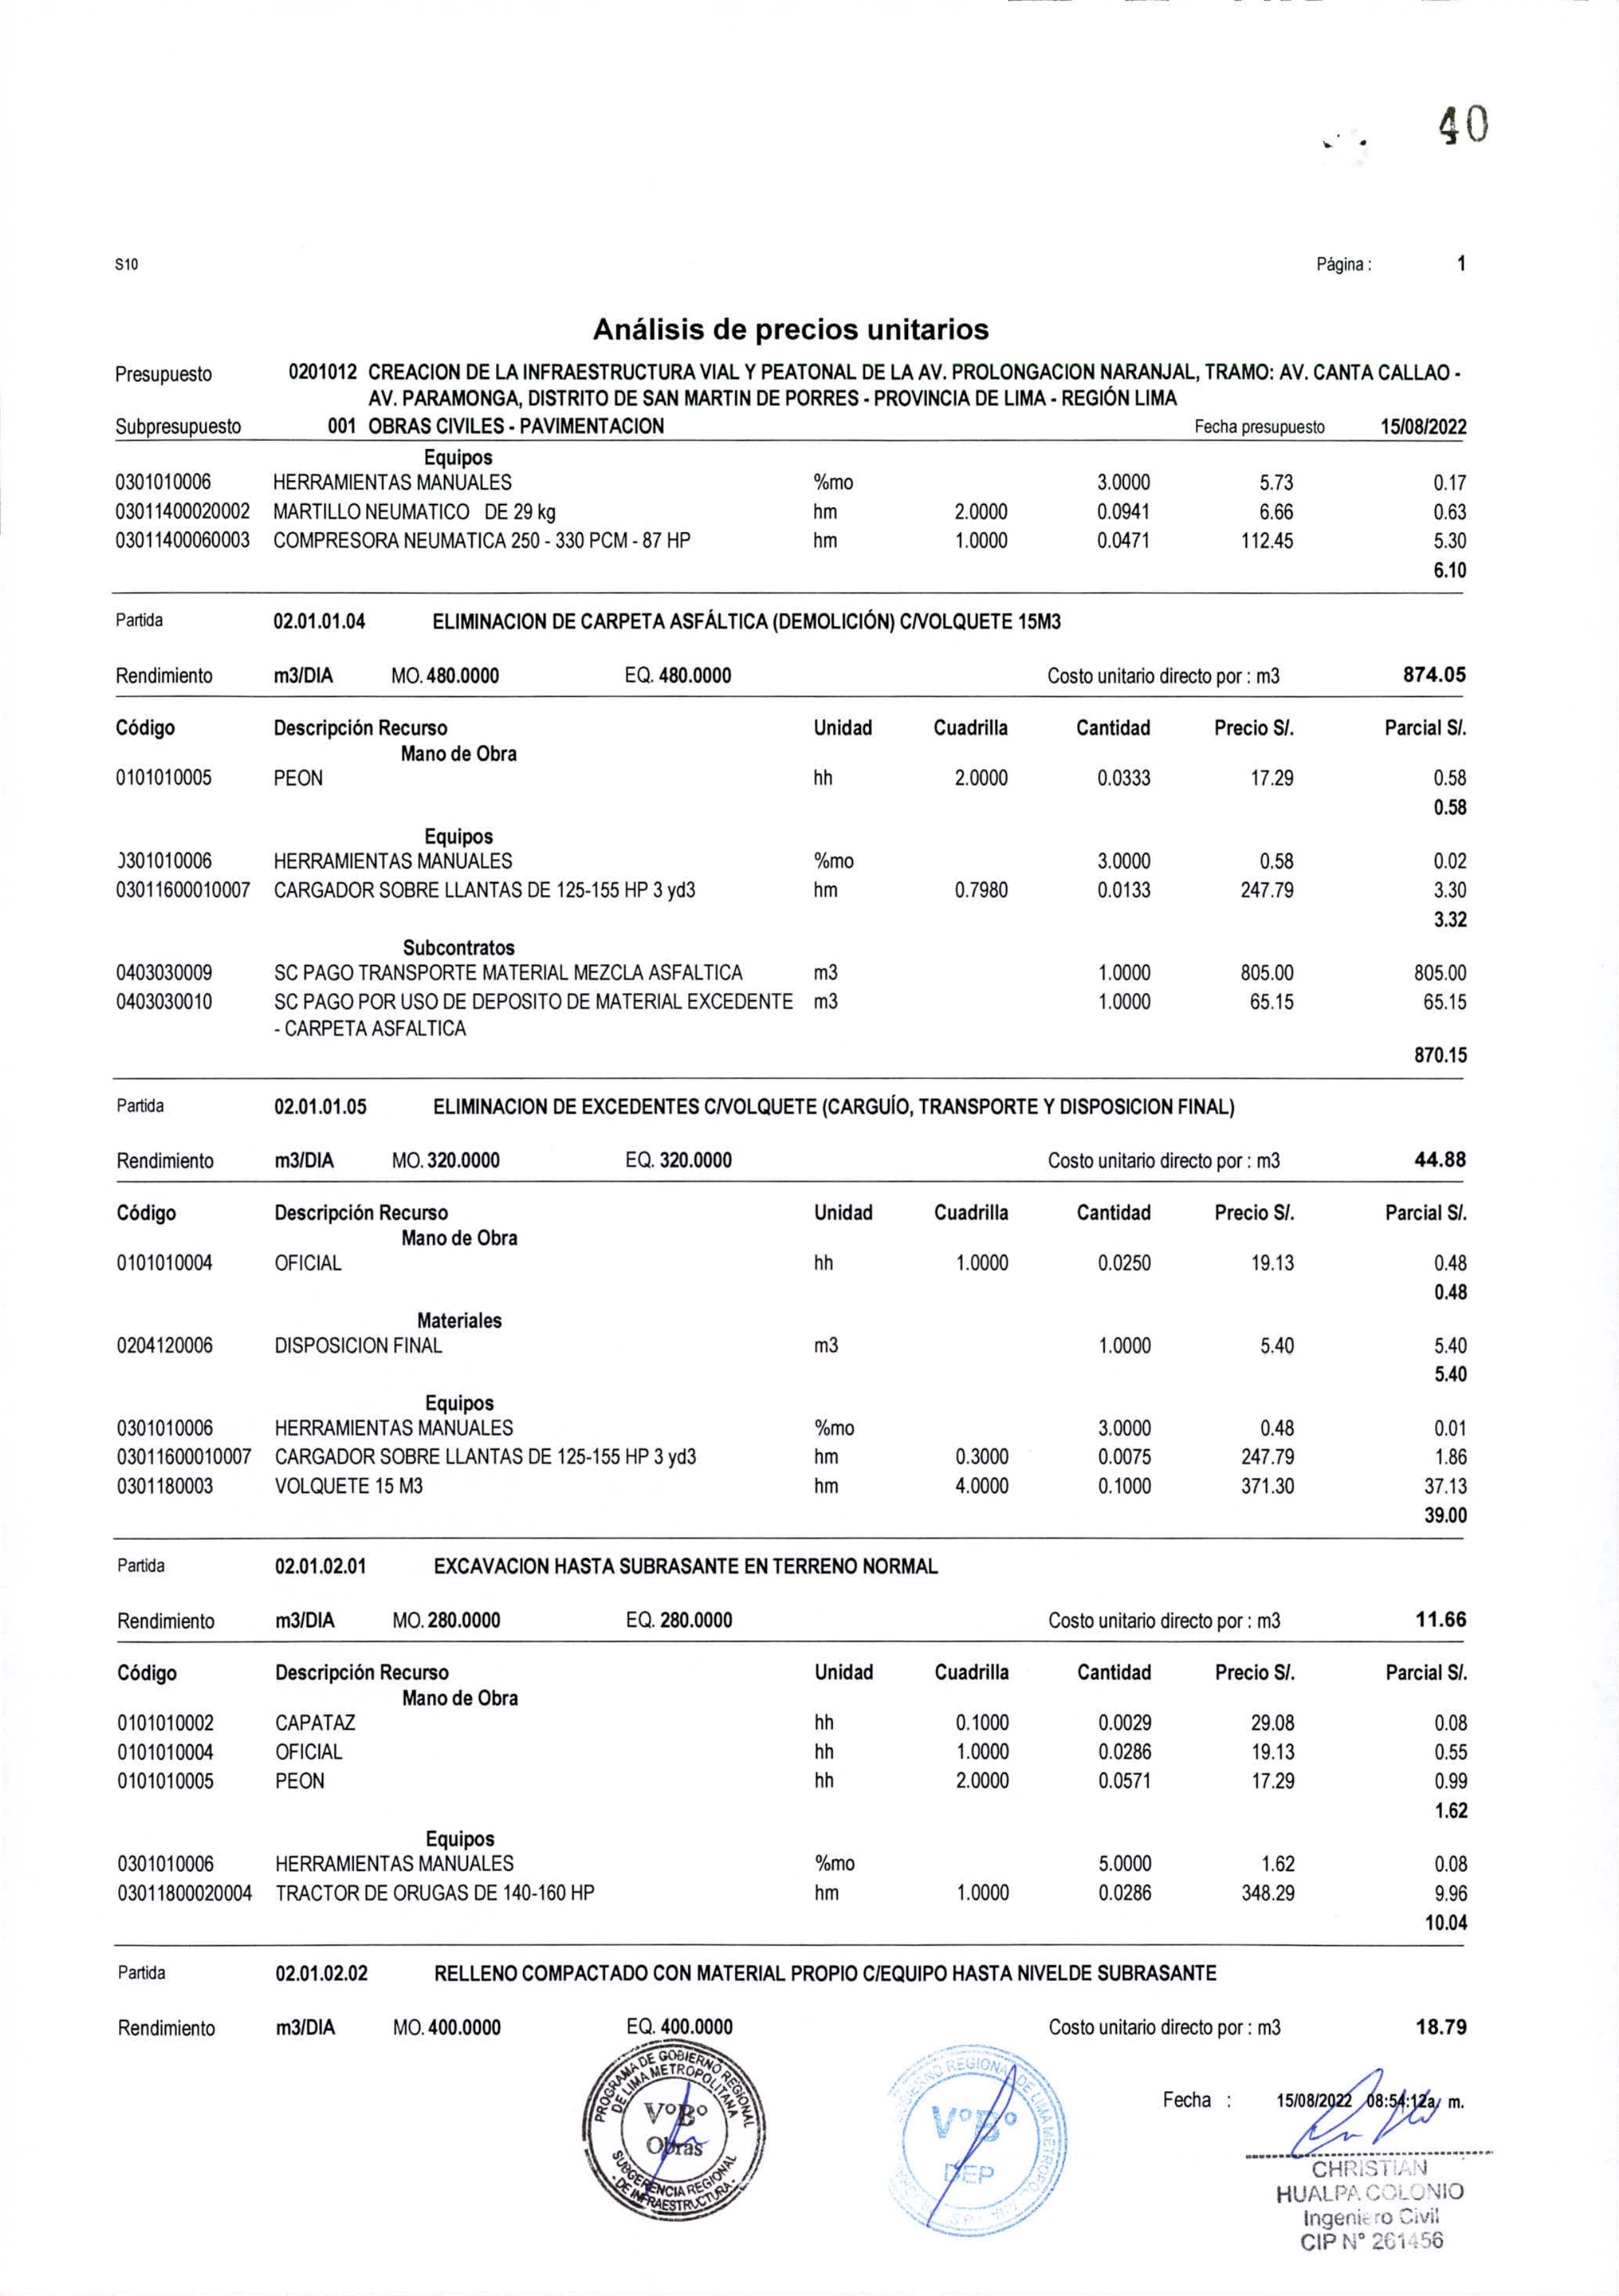 40
S10 Página : 1
Análisis de precios unitarios
Presupuesto 0201012 CREACION DE LA INFRAESTRUCTURA VIAL Y PEATONAL DE LA AV. PROLONGACION NARANJAL, TRAMO: AV. CANTA CALLAO -
AV. PARAMONGA, DISTRITO DE SAN MARTIN DE PORRES - PROVINCIA DE LIMA - REGIÓN LIMA
Subpresupuesto 001 OBRAS CIVILES - PAVIMENTACION Fecha presupuesto 15/08/2022
Equipos
0301010006 HERRAMIENTAS MANUALES %mo 3.0000 5.73 0.17
03011400020002 MARTILLO NEUMATICO DE 29 kg hm 2.0000 0.0941 6.66 0.63
03011400060003 COMPRESORA NEUMATICA 250 - 330 PCM - 87 HP hm 1.0000 0.0471 112.45 5.30
6.10
Partida 02.01.01.04 ELIMINACION DE CARPETA ASFÁLTICA (DEMOLICIÓN) C/VOLQUETE 15M3
Rendimiento m3/DIA MO. 480.0000 EQ. 480.0000 Costo unitario directo por : m3 874.05
Código Descripción Recurso Unidad Cuadrilla Cantidad Precio S/. Parcial S/.
Mano de Obra
0101010005 PEON hh 2.0000 0.0333 17.29 0.58
0.58
Equipos
0301010006 HERRAMIENTAS MANUALES %mo 3.0000 0.58 0.02
03011600010007 CARGADOR SOBRE LLANTAS DE 125-155 HP 3 yd3 hm 0.7980 0.0133 247.79 3.30
3.32
Subcontratos
0403030009 SC PAGO TRANSPORTE MATERIAL MEZCLA ASFALTICA m3 1.0000 805.00 805.00
0403030010 SC PAGO POR USO DE DEPOSITO DE MATERIAL EXCEDENTE m3 1.0000 65.15 65.15
- CARPETA ASFALTICA
870.15
Partida 02.01.01.05 ELIMINACION DE EXCEDENTES C/VOLQUETE (CARGUÍO, TRANSPORTE Y DISPOSICION FINAL)
Rendimiento m3/DIA MO. 320.0000 EQ. 320.0000 Costo unitario directo por : m3 44.88
Código Descripción Recurso Unidad Cuadrilla Cantidad Precio S/. Parcial S/.
Mano de Obra
0101010004 OFICIAL hh 1.0000 0.0250 19.13 0.48
0.48
Materiales
0204120006 DISPOSICION FINAL m3 1.0000 5.40 5.40
5.40
Equipos
0301010006 HERRAMIENTAS MANUALES %mo 3.0000 0.48 0.01
03011600010007 CARGADOR SOBRE LLANTAS DE 125-155 HP 3 yd3 hm 0.3000 0.0075 247.79 1.86
0301180003 VOLQUETE 15 M3 hm 4.0000 0.1000 371.30 37.13
39.00
Partida 02.01.02.01 EXCAVACION HASTA SUBRASANTE EN TERRENO NORMAL
Rendimiento m3/DIA MO. 280.0000 EQ. 280.0000 Costo unitario directo por : m3 11.66
Código Descripción Recurso Unidad Cuadrilla Cantidad Precio S/. Parcial S/.
Mano de Obra
0101010002 CAPATAZ hh 0.1000 0.0029 29.08 0.08
0101010004 OFICIAL hh 1.0000 0.0286 19.13 0.55
0101010005 PEON hh 2.0000 0.0571 17.29 0.99
1.62
Equipos
0301010006 HERRAMIENTAS MANUALES %mo 5.0000 1.62 0.08
03011800020004 TRACTOR DE ORUGAS DE 140-160 HP hm 1.0000 0.0286 348.29 9.96
10.04
Partida 02.01.02.02 RELLENO COMPACTADO CON MATERIAL PROPIO C/EQUIPO HASTA NIVELDE SUBRASANTE
Rendimiento m3/DIA MO. 400.0000 EQ. 400.0000 Costo unitario directo por : m3 18.79
PROGRAMA DE GOBIERNO REGIONAL
DE LIMA METROPOLITANA
V°B°
Obras
SUBGERENCIA REGIONAL
- DE INFRAESTRUCTURA -
REGIONAL DE LIMA METROPOL
V°B°
DEP
Fecha : 15/08/2022 08:54:12a. m.
CHRISTIAN
HUALPA COLONIO
Ingeniero Civil
CIP N° 261456